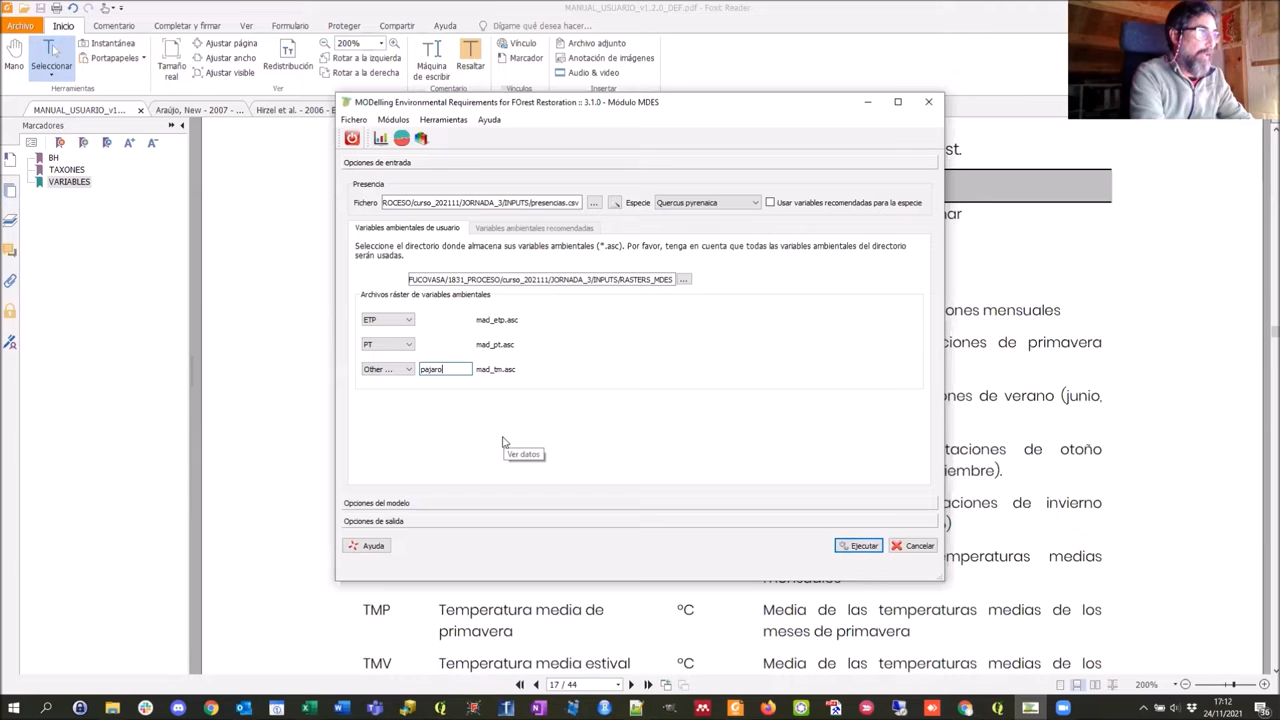 MANUAL_USUARIO_v1.2.0_DEF.pdf - Foxit Reader
Archivo
Inicio
Comentario
Completar y firmar
Ver
Formulario
Proteger
Compartir
Ayuda
Dígame qué desea hacer...
Mano
Seleccionar
Instantánea
Portapapeles
Herramientas
Tamaño real
Ajustar página
Ajustar ancho
Ajustar visible
Redistribución
200%
Rotar a la izquierda
Rotar a la derecha
Ver
Máquina de escribir
Resaltar
Comentario
Vínculo
Marcador
Vínculos
Archivo adjunto
Anotación de imágenes
Audio & video
Insertar
MANUAL_USUARIO_v1...
Araújo, New - 2007 - ...
Hirzel et al. - 2006 - E
Marcadores
BH
TAXONES
VARIABLES
MODelling Environmental Requirements for FOrest Restoration :: 3.1.0 - Módulo MDES
Fichero
Módulos
Herramientas
Ayuda
Opciones de entrada
Presencia
Fichero
ROCESO/curso_202111/JORNADA_3/INPUTS/presencias.csv
...
Especie
Quercus pyrenaica
Usar variables recomendadas para la especie
Variables ambientales de usuario
Variables ambientales recomendadas
Seleccione el directorio donde almacena sus variables ambientales (*.asc). Por favor, tenga en cuenta que todas las variables ambientales del directorio
serán usadas.
FUCOVASA/1831_PROCESO/curso_202111/JORNADA_3/INPUTS/RASTERS_MDES
...
Archivos ráster de variables ambientales
ETP
mad_etp.asc
PT
mad_pt.asc
Other ...
pajaro
mad_tm.asc
Ver datos
Opciones del modelo
Opciones de salida
Ayuda
Ejecutar
Cancelar
st.
nar
ones mensuales
ciones de primavera
ones de verano (junio,
taciones de otoño
iembre).
aciones de invierno
)
emperaturas medias
mensuales
TMP
Temperatura media de
primavera
ºC
Media de las temperaturas medias de los
meses de primavera
TMV
Temperatura media estival
ºC
Media de las temperaturas medias de los
17 / 44
200%
17:12
24/11/2021
36